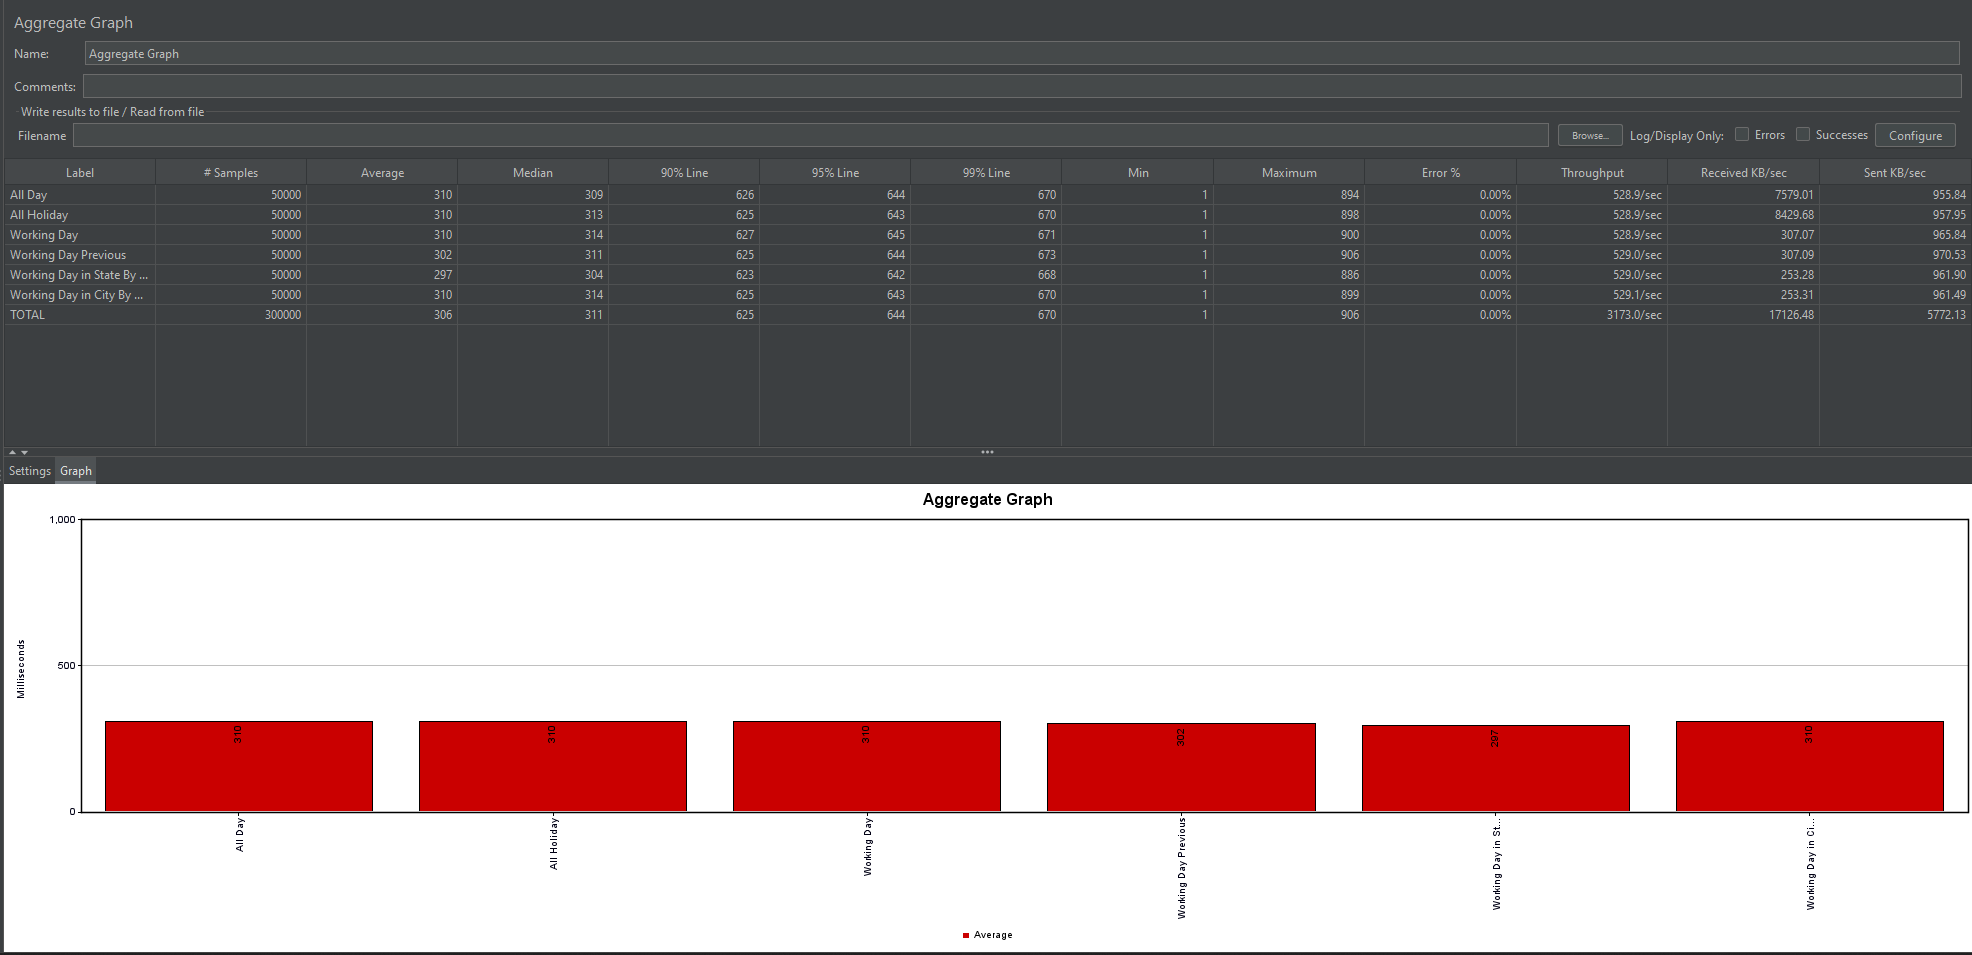 Aggregate Graph
Name: Aggregate Graph
Comments:
Write results to file / Read from file
Filename Browse... Log/Display Only: Errors Successes Configure
Label # Samples Average Median 90% Line 95% Line 99% Line Min Maximum Error % Throughput Received KB/sec Sent KB/sec
All Day 50000 310 309 626 644 670 1 894 0.00% 528.9/sec 7579.01 955.84
All Holiday 50000 310 313 625 643 670 1 898 0.00% 528.9/sec 8429.68 957.95
Working Day 50000 310 314 627 645 671 1 900 0.00% 528.9/sec 307.07 965.84
Working Day Previous 50000 302 311 625 644 673 1 906 0.00% 529.0/sec 307.09 970.53
Working Day in State By ... 50000 297 304 623 642 668 1 886 0.00% 529.0/sec 253.28 961.90
Working Day in City By ... 50000 310 314 625 643 670 1 899 0.00% 529.1/sec 253.31 961.49
TOTAL 300000 306 311 625 644 670 1 906 0.00% 3173.0/sec 17126.48 5772.13
Settings Graph
Aggregate Graph
1,000
500
0
Milliseconds
310 310 310 302 297 310
All Day
All Holiday
Working Day
Working Day Previous
Working Day in St...
Working Day in Ci...
Average